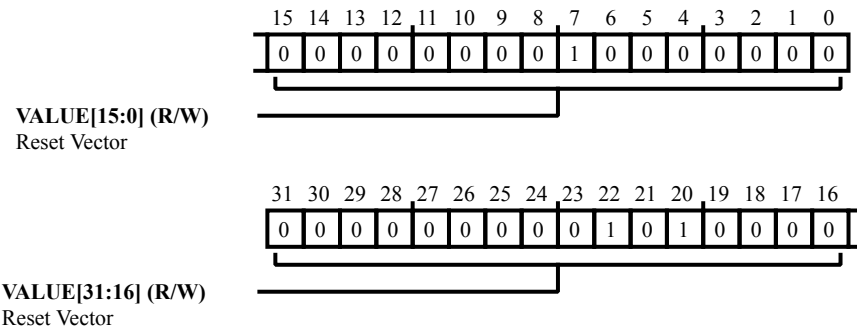 15 14 13 12 11 10 9 8 7 6 5 4 3 2 1 0
0 0 0 0 0 0 0 0 1 0 0 0 0 0 0 0
VALUE[15:0] (R/W)
Reset Vector
31 30 29 28 27 26 25 24 23 22 21 20 19 18 17 16
0 0 0 0 0 0 0 0 0 1 0 1 0 0 0 0
VALUE[31:16] (R/W)
Reset Vector